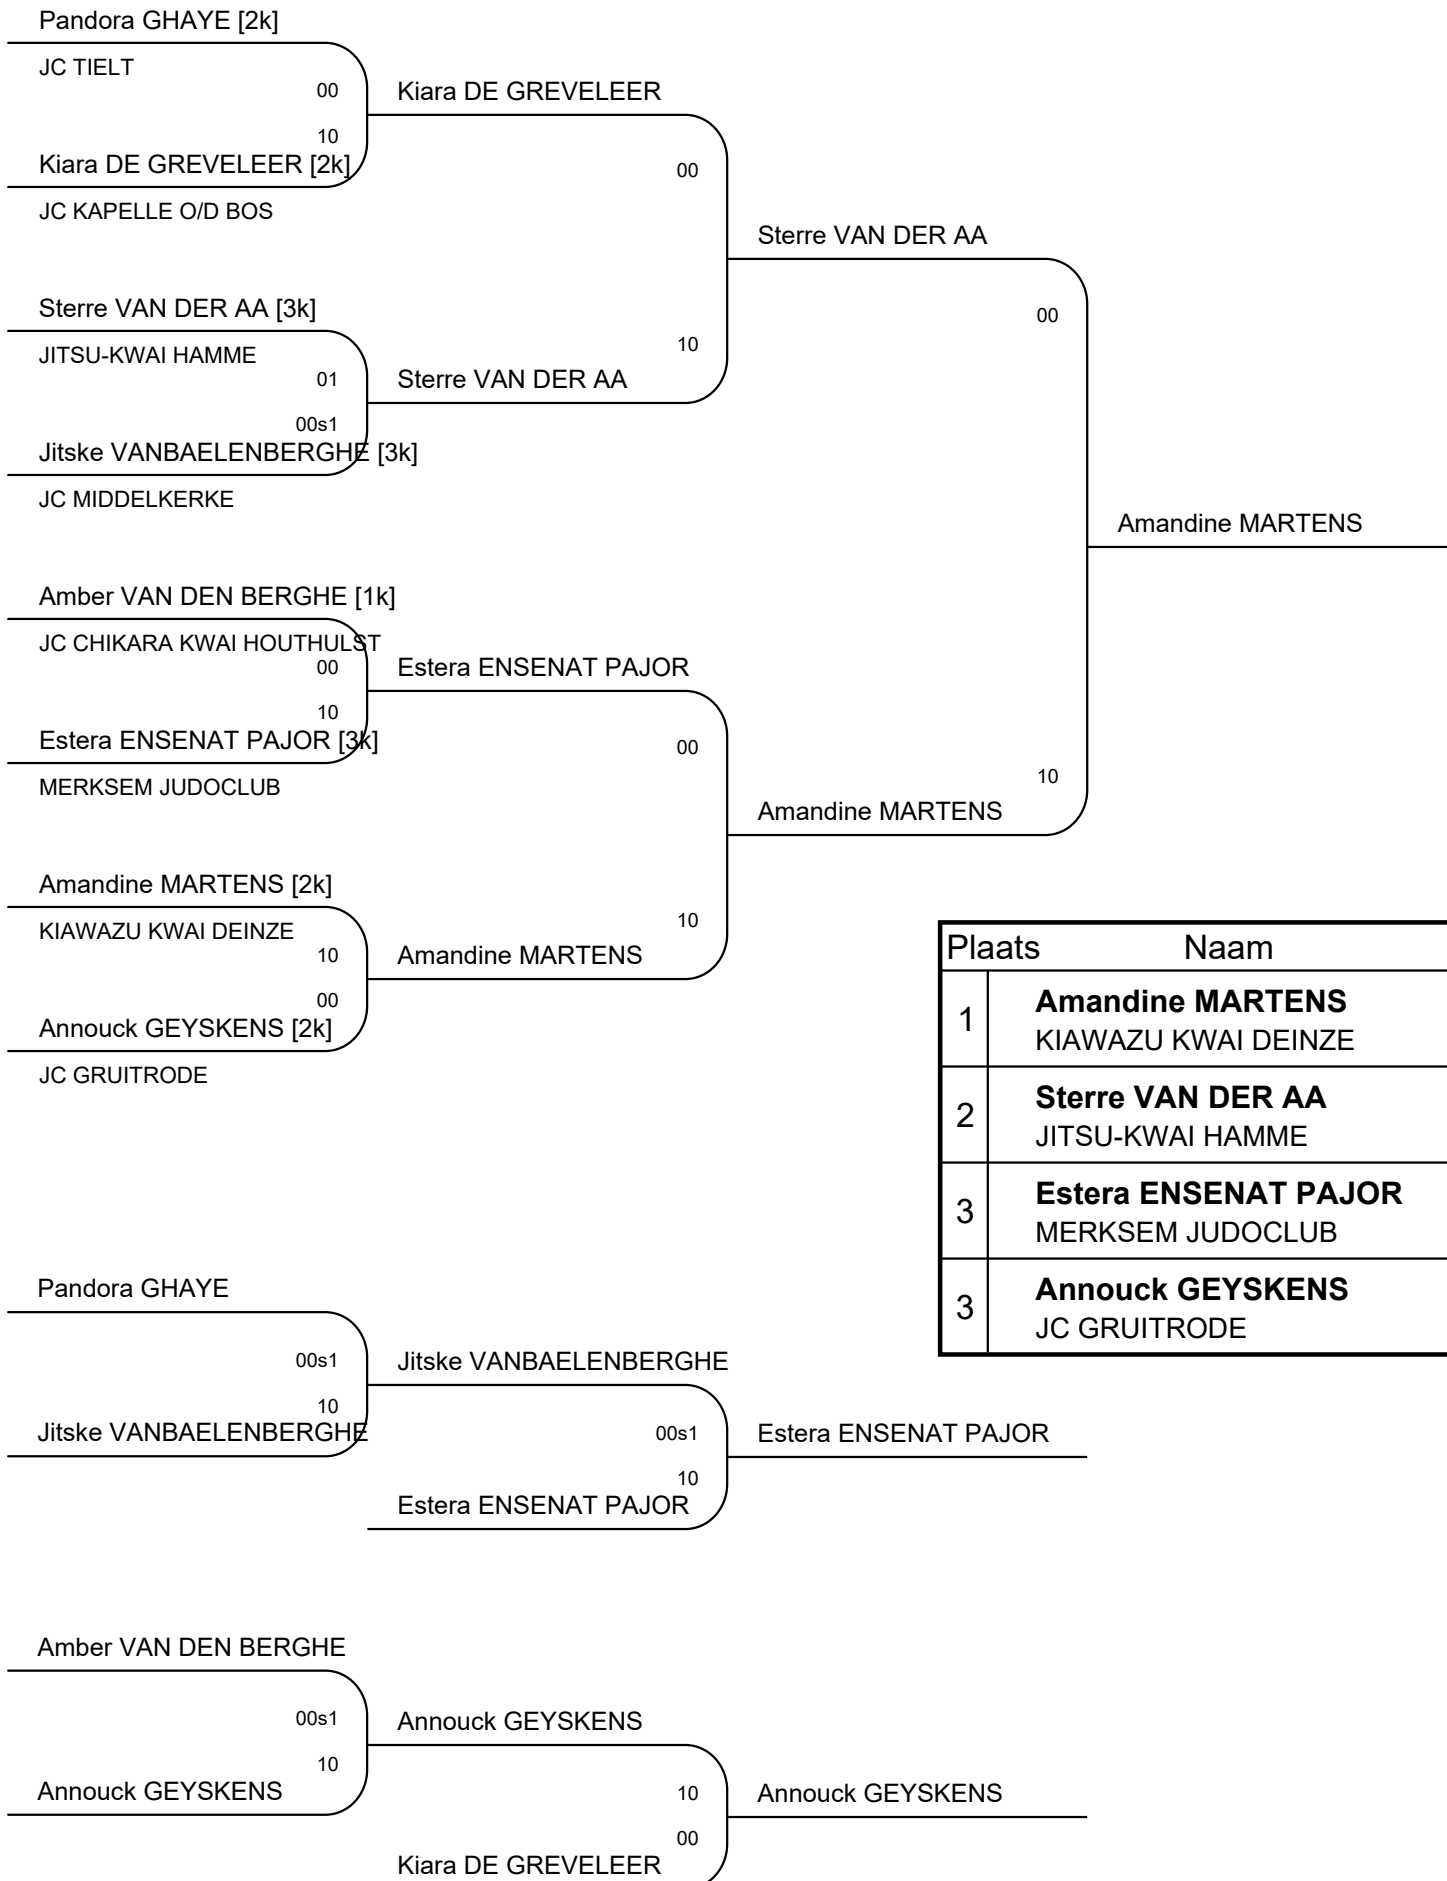 Pandora GHAYE [2k]
JC TIELT
00
10
Kiara DE GREVELEER [2k]
JC KAPELLE O/D BOS
Sterre VAN DER AA [3k]
JITSU-KWAI HAMME
01
00s1
Jitske VANBAELENBERGHE [3k]
JC MIDDELKERKE
Amber VAN DEN BERGHE [1k]
JC CHIKARA KWAI HOUTHULST
00
10
Estera ENSENAT PAJOR [3k]
MERKSEM JUDOCLUB
Amandine MARTENS [2k]
KIAWAZU KWAI DEINZE
10
00
Annouck GEYSKENS [2k]
JC GRUITRODE
Kiara DE GREVELEER
00
10
Sterre VAN DER AA
Estera ENSENAT PAJOR
00
10
Amandine MARTENS
Sterre VAN DER AA
00
10
Amandine MARTENS
Amandine MARTENS
Plaats Naam
1 Amandine MARTENS
KIAWAZU KWAI DEINZE
2 Sterre VAN DER AA
JITSU-KWAI HAMME
3 Estera ENSENAT PAJOR
MERKSEM JUDOCLUB
3 Annouck GEYSKENS
JC GRUITRODE
Pandora GHAYE
00s1
10
Jitske VANBAELENBERGHE
Jitske VANBAELENBERGHE
00s1
10
Estera ENSENAT PAJOR
Estera ENSENAT PAJOR
Amber VAN DEN BERGHE
00s1
10
Annouck GEYSKENS
Annouck GEYSKENS
10
00
Kiara DE GREVELEER
Annouck GEYSKENS